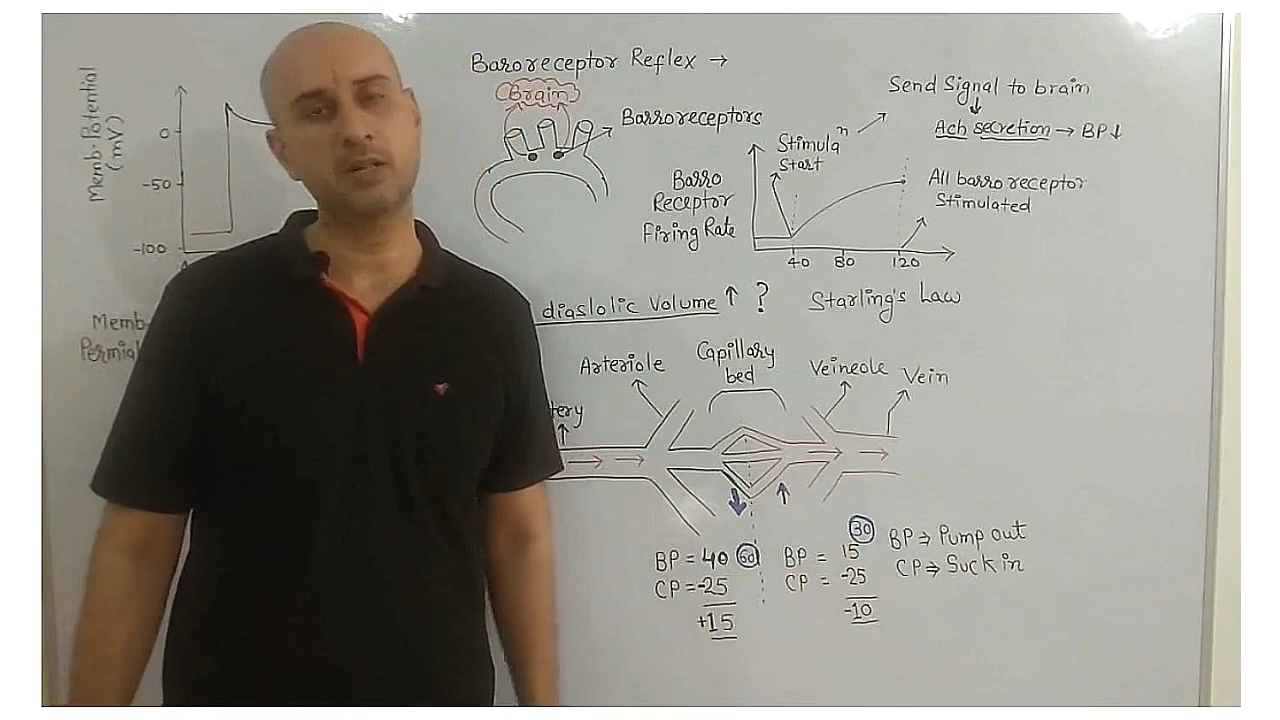 Memb. Potential
(mV)
0
-50
-100
Memb
Permia
Baroreceptor Reflex →
(Brain)
Barroreceptors
Send Signal to brain
↓
Ach secretion → BP↓
Stimulaⁿ
Start
Barro
Receptor
Firing Rate
40 80 120
All barroreceptor
Stimulated
diaslolic Volume ↑ ? Starling's Law
Arteriole
Capillary
bed
Veineole
Vein
tery
BP = 40 50
CP = -25
+15
30
BP = 15
CP = -25
-10
BP ⇒ Pump out
CP ⇒ Suck in